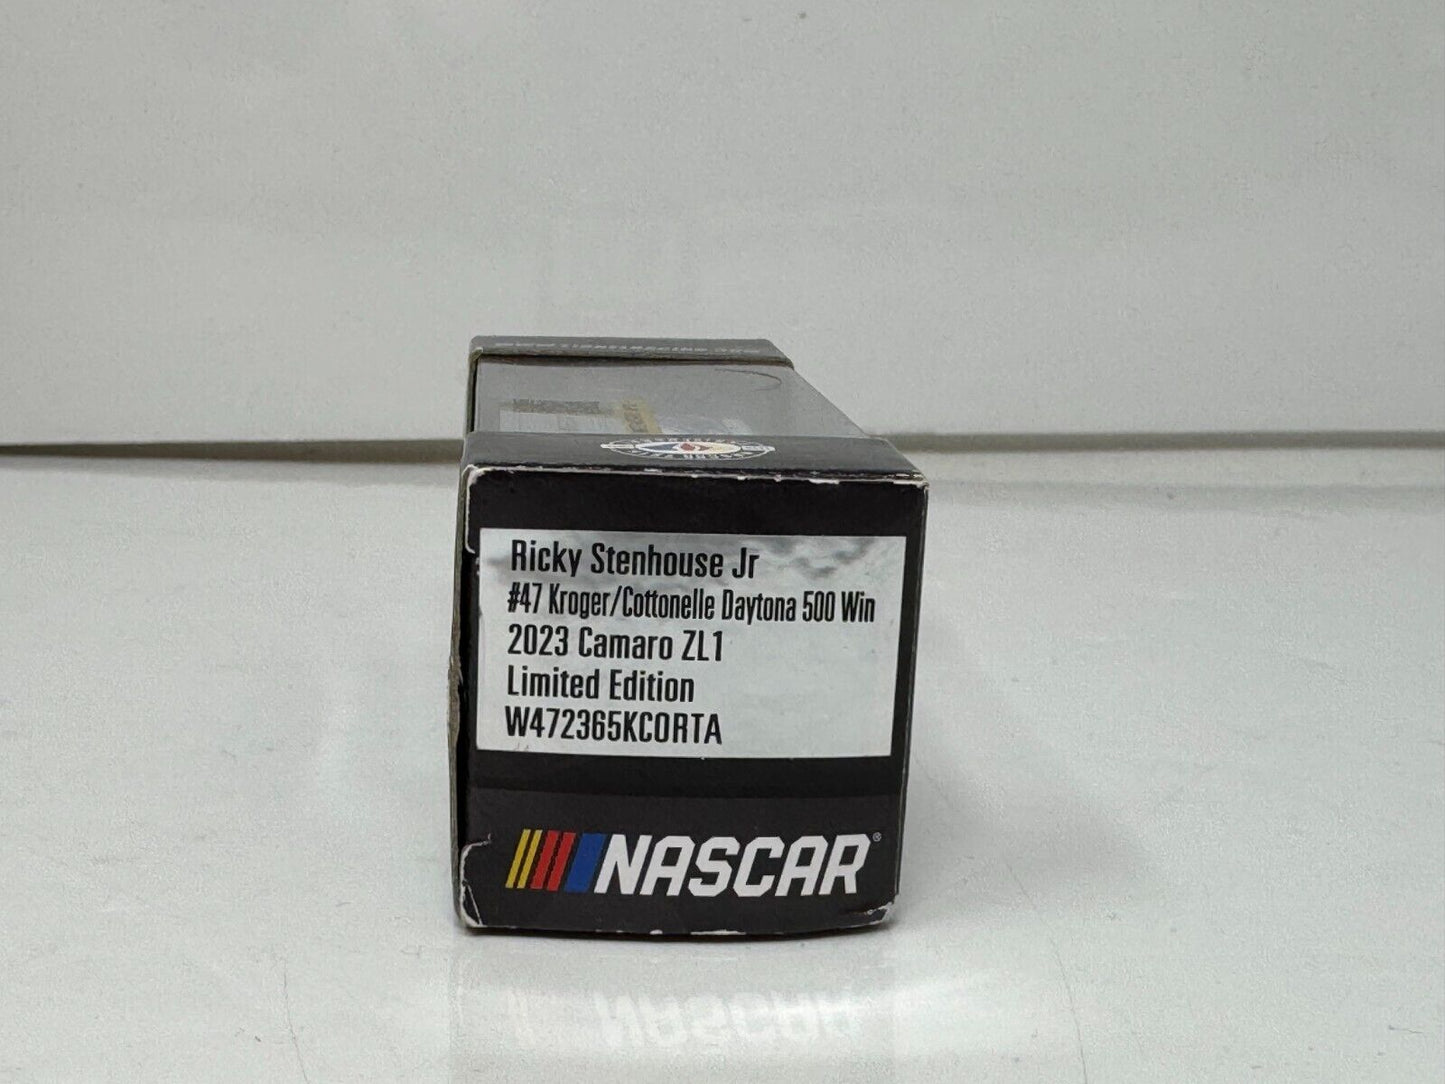 Ricky Stenhouse Jr
#47 Kroger/Cottonelle Daytona 500 Win
2023 Camaro ZL1
Limited Edition
W472365KCORTA
NASCAR®